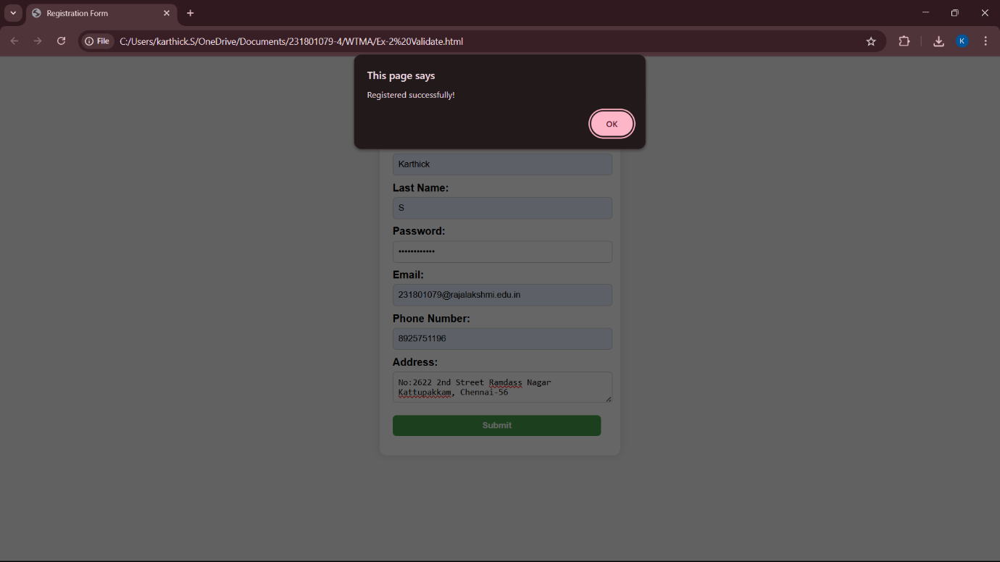 Registration Form
File
C:/Users/karthick.S/OneDrive/Documents/231801079-4/WTMA/Ex-2%20Validate.html
K
This page says
Registered successfully!
OK
Karthick
Last Name:
S
Password:
••••••••••••
Email:
231801079@rajalakshmi.edu.in
Phone Number:
8925751196
Address:
No:2622 2nd Street Ramdass Nagar
Kattupakkam, Chennai-56
Submit